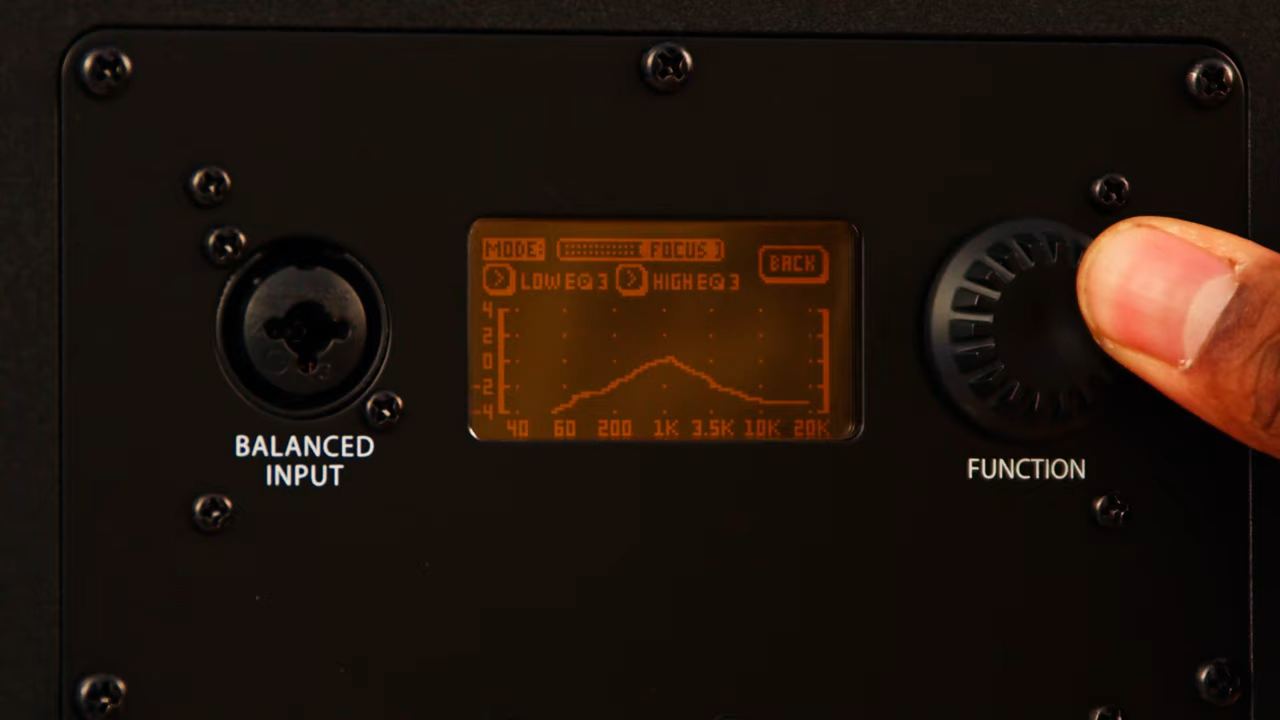 MODE: FOCUS 1
BACK
LOW EQ 3 HIGH EQ 3
4
2
0
-2
-4
40 60 200 1K 3.5K 10K 20K
BALANCED
INPUT
FUNCTION